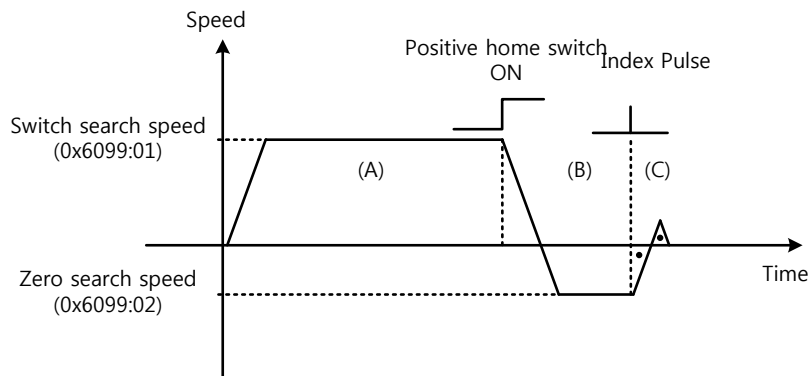 Speed
Positive home switch
ON
Index Pulse
Switch search speed
(0x6099:01)
(A)
(B)
(C)
Zero search speed
(0x6099:02)
Time